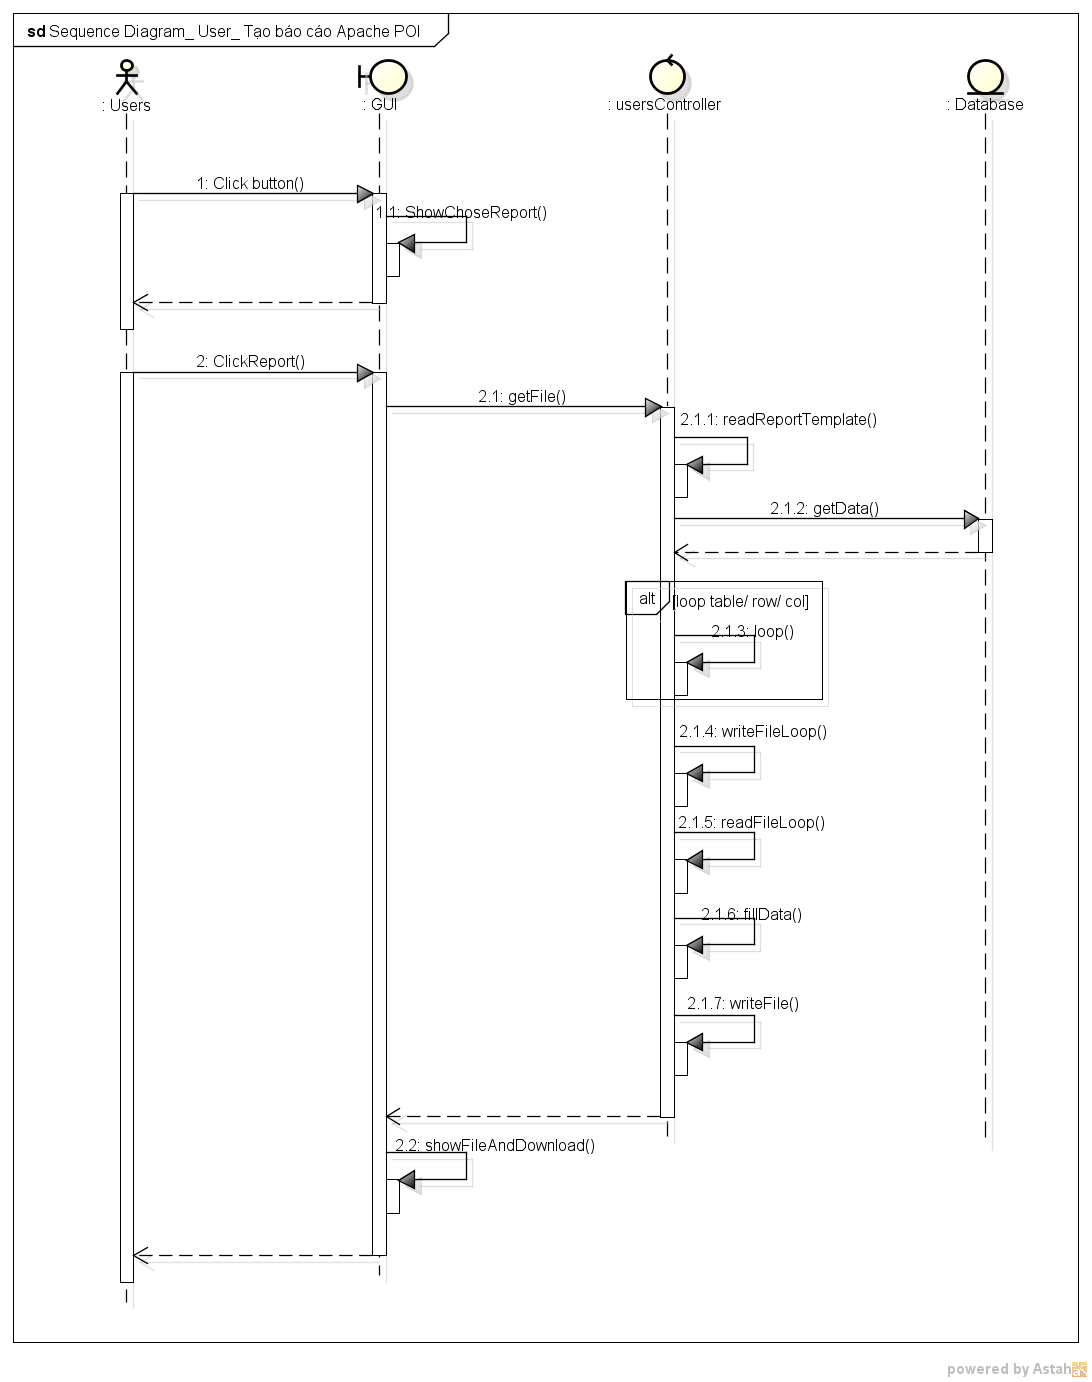 sd Sequence Diagram_ User_ Tạo báo cáo Apache POI
: Users
: GUI
: usersController
: Database
1: Click button()
1.1: ShowChoseReport()
2: ClickReport()
2.1: getFile()
2.1.1: readReportTemplate()
2.1.2: getData()
alt
[loop table/ row/ col]
2.1.3: loop()
2.1.4: writeFileLoop()
2.1.5: readFileLoop()
2.1.6: fillData()
2.1.7: writeFile()
2.2: showFileAndDownload()
powered by Astah